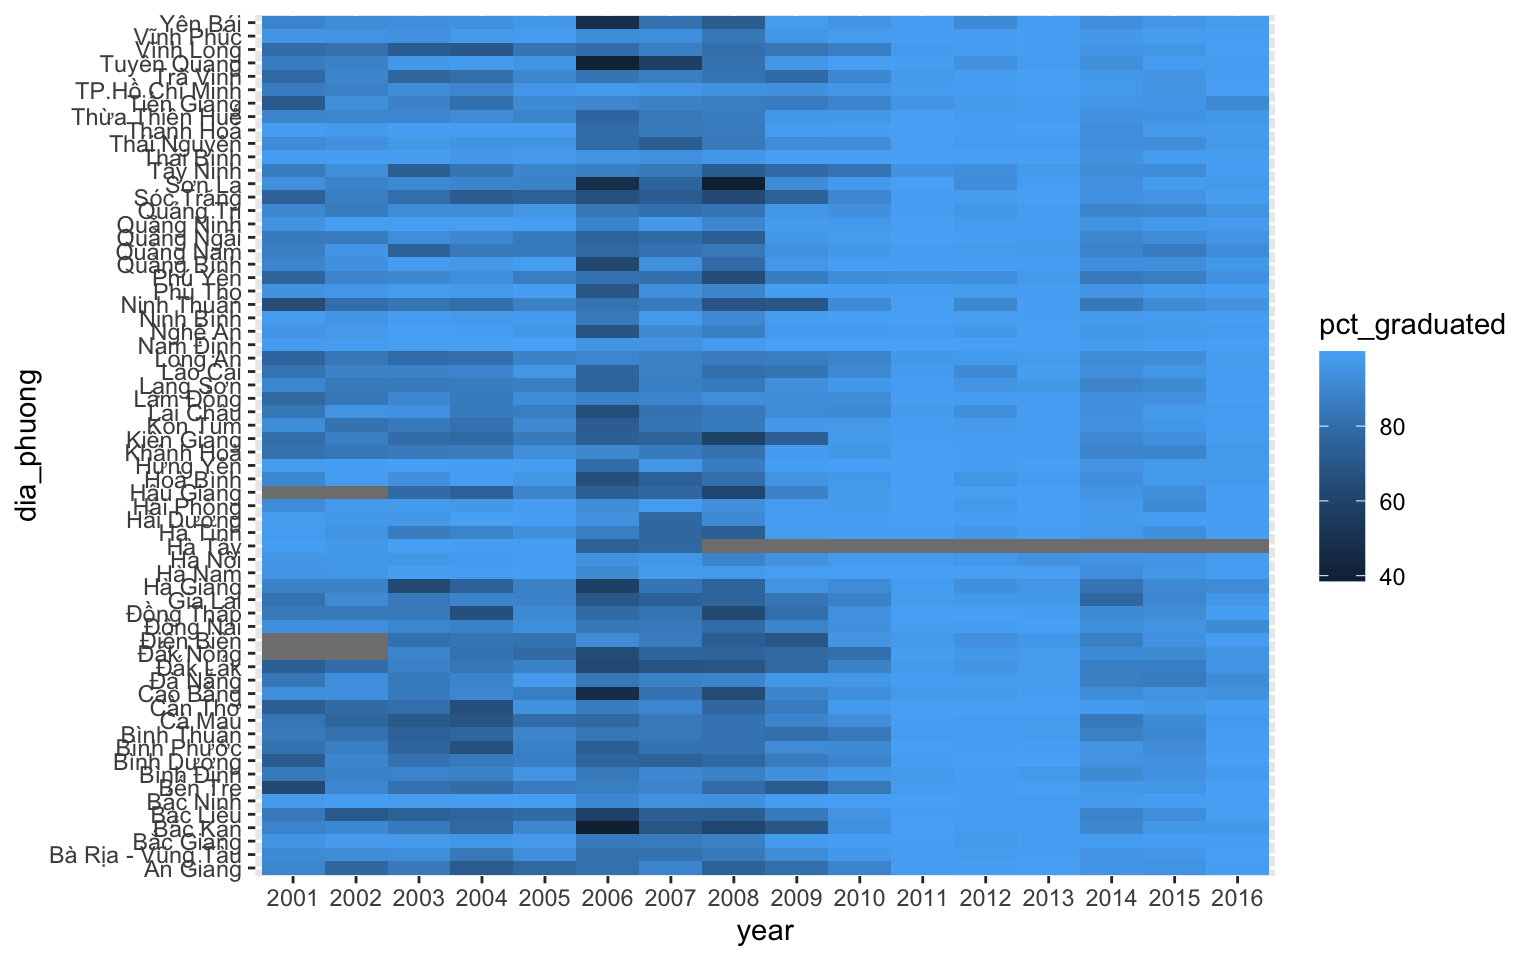 Yên Bái
Vĩnh Phúc
Vĩnh Long
Tuyên Quang
Trà Vinh
TP.Hồ Chí Minh
Tiền Giang
Thừa Thiên Huế
Thanh Hoá
Thái Nguyên
Thái Bình
Tây Ninh
Sơn La
Sóc Trăng
Quảng Trị
Quảng Ninh
Quảng Ngãi
Quảng Nam
Quảng Bình
Phú Yên
Phú Thọ
Ninh Thuận
Ninh Bình
Nghệ An
Nam Định
Long An
Lào Cai
Lạng Sơn
Lâm Đồng
Lai Châu
Kon Tum
Kiên Giang
Khánh Hoà
Hưng Yên
Hoà Bình
Hậu Giang
Hải Phòng
Hải Dương
Hà Tĩnh
Hà Tây
Hà Nội
Hà Nam
Hà Giang
Gia Lai
Đồng Tháp
Đồng Nai
Điện Biên
Đắk Nông
Đắk Lắk
Đà Nẵng
Cao Bằng
Cần Thơ
Cà Mau
Bình Thuận
Bình Phước
Bình Dương
Bình Định
Bến Tre
Bắc Ninh
Bạc Liêu
Bắc Kạn
Bắc Giang
Bà Rịa - Vũng Tàu
An Giang
dia_phuong
2001 2002 2003 2004 2005 2006 2007 2008 2009 2010 2011 2012 2013 2014 2015 2016
year
pct_graduated
80
60
40